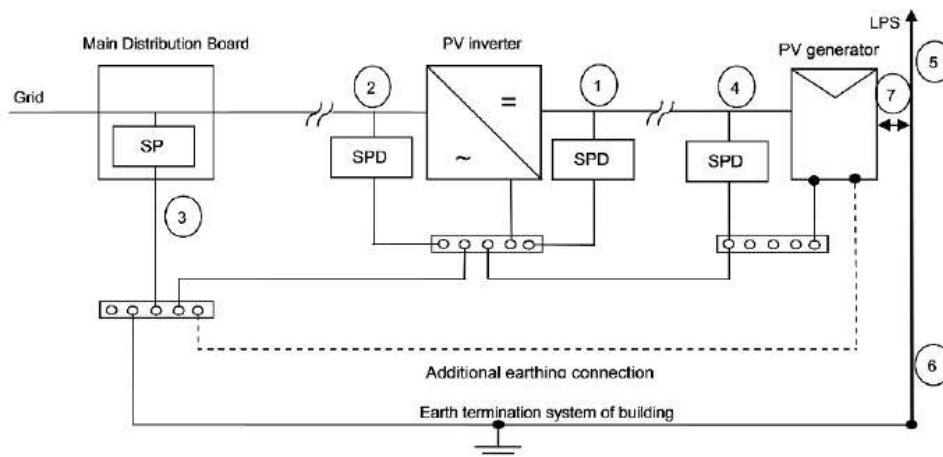 LPS
Main Distribution Board
PV inverter
PV generator
5
2
1
4
7
Grid
=
SP
SPD
~
SPD
SPD
3
Additional earthing connection
6
Earth termination system of building